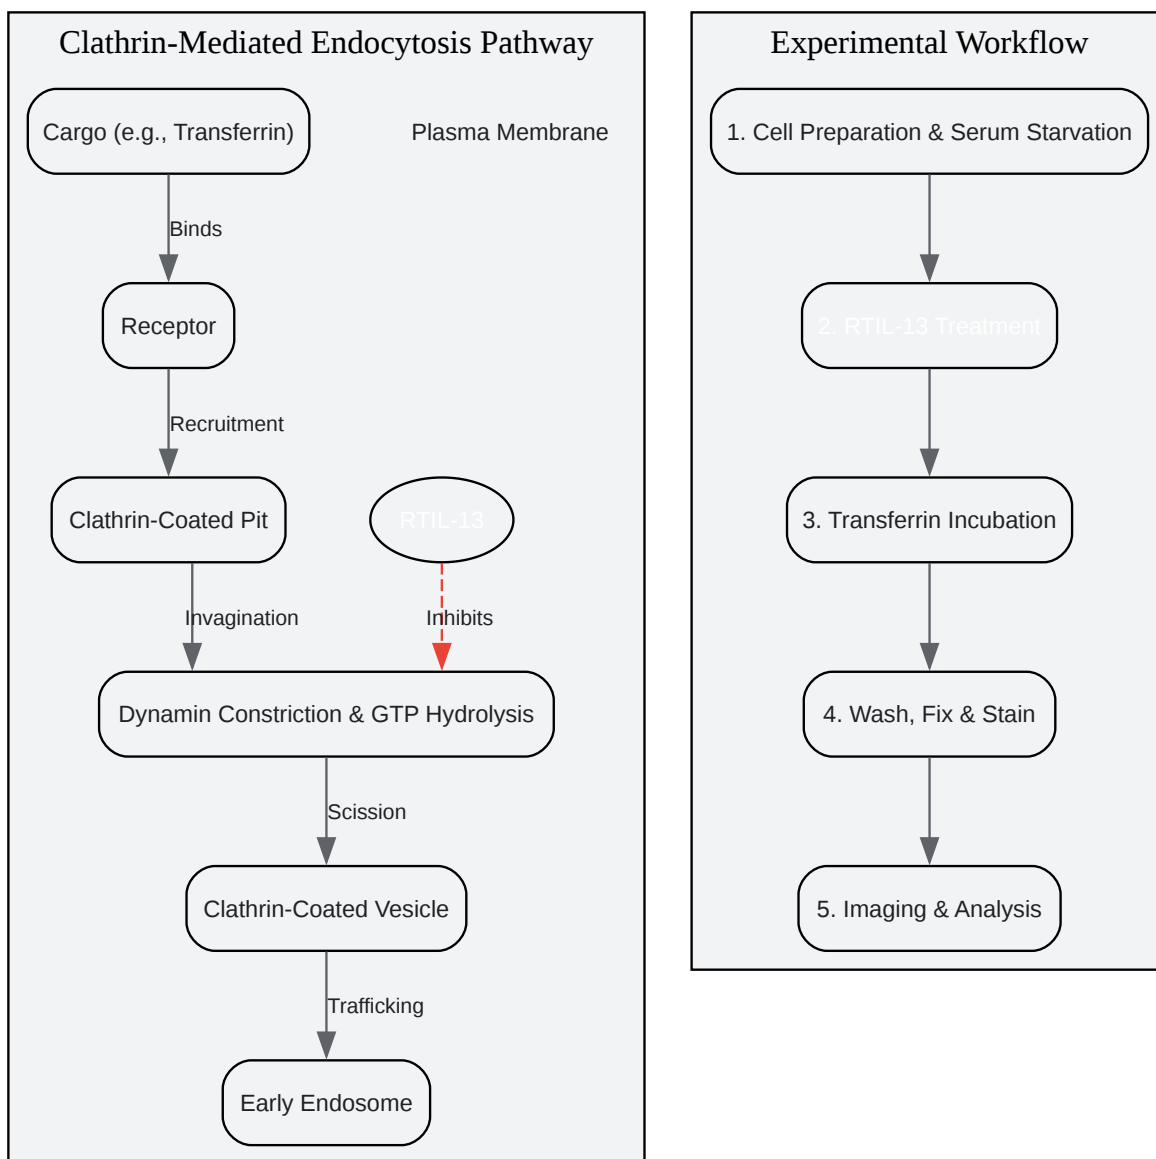 Clathrin-Mediated Endocytosis Pathway
Cargo (e.g., Transferrin)
Plasma Membrane
Binds
Receptor
Recruitment
Clathrin-Coated Pit
RTIL-13
Invagination
Inhibits
Dynamin Constriction & GTP Hydrolysis
Scission
Clathrin-Coated Vesicle
Trafficking
Early Endosome
Experimental Workflow
1. Cell Preparation & Serum Starvation
2. RTIL-13 Treatment
3. Transferrin Incubation
4. Wash, Fix & Stain
5. Imaging & Analysis